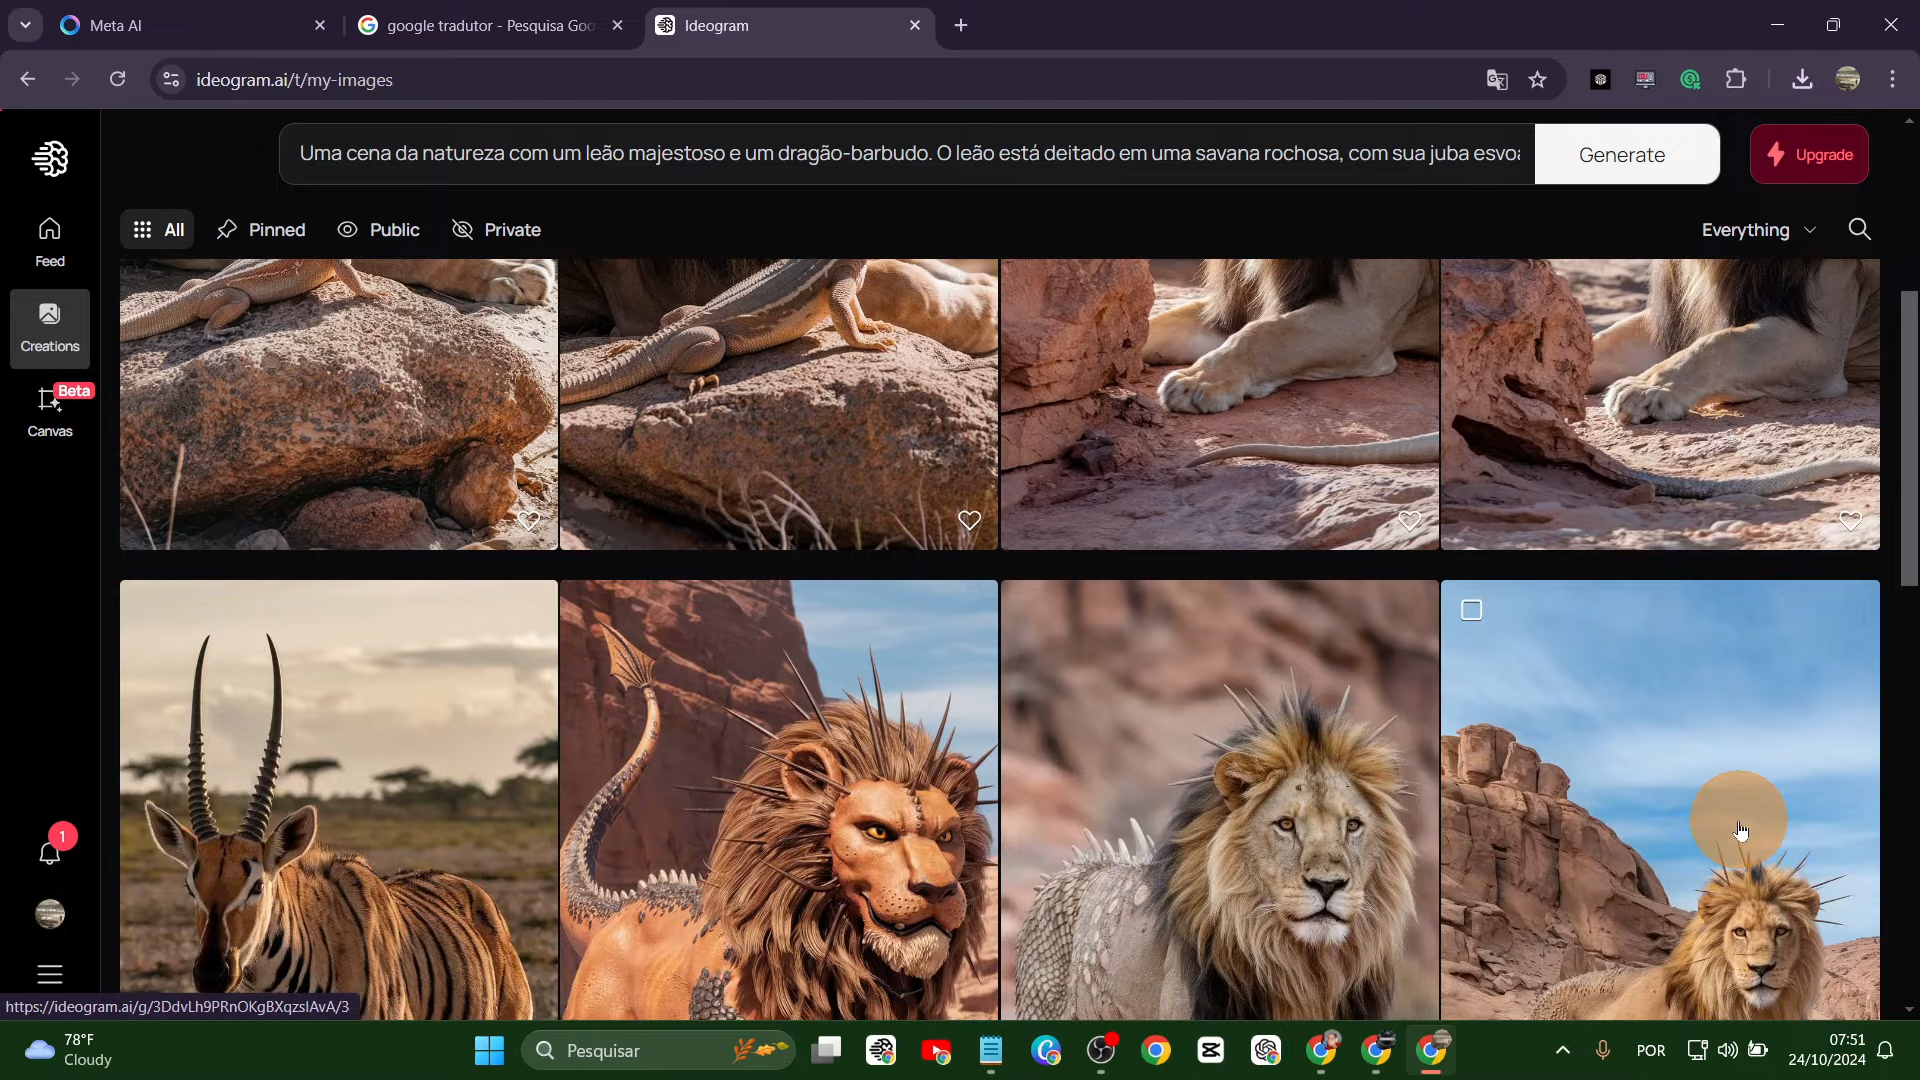 Meta AI
google tradutor - Pesquisa Goo
Ideogram
ideogram.ai/t/my-images
Uma cena da natureza com um leão majestoso e um dragão-barbudo. O leão está deitado em uma savana rochosa, com sua juba esvoa
Generate
Upgrade
All
Pinned
Public
Private
Everything
Feed
Creations
Beta
Canvas
1
https://ideogram.ai/g/3DdvLh9PRnOKgBXqzsIAvA/3
78°F
Cloudy
Pesquisar
POR
07:51
24/10/2024